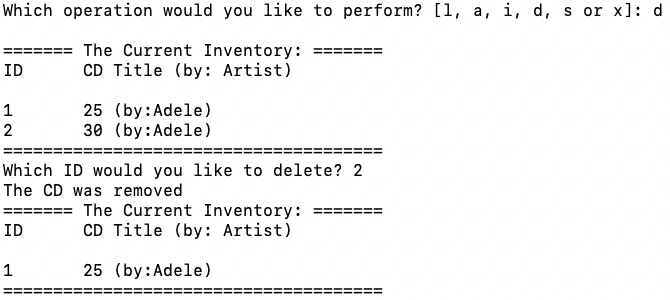 Which operation would you like to perform? [l, a, i, d, s or x]: d
======= The Current Inventory: =======
ID      CD Title (by: Artist)
1       25 (by:Adele)
2       30 (by:Adele)
======================================
Which ID would you like to delete? 2
The CD was removed
======= The Current Inventory: =======
ID      CD Title (by: Artist)
1       25 (by:Adele)
======================================